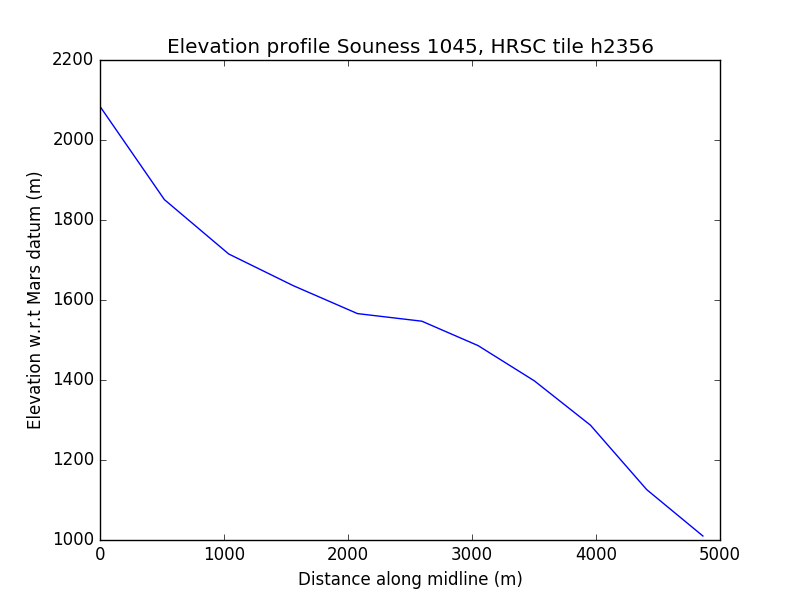 Elevation profile Souness 1045, HRSC tile h2356
2200
2000
1800
1600
1400
1200
1000
Elevation w.r.t Mars datum (m)
0 1000 2000 3000 4000 5000
Distance along midline (m)